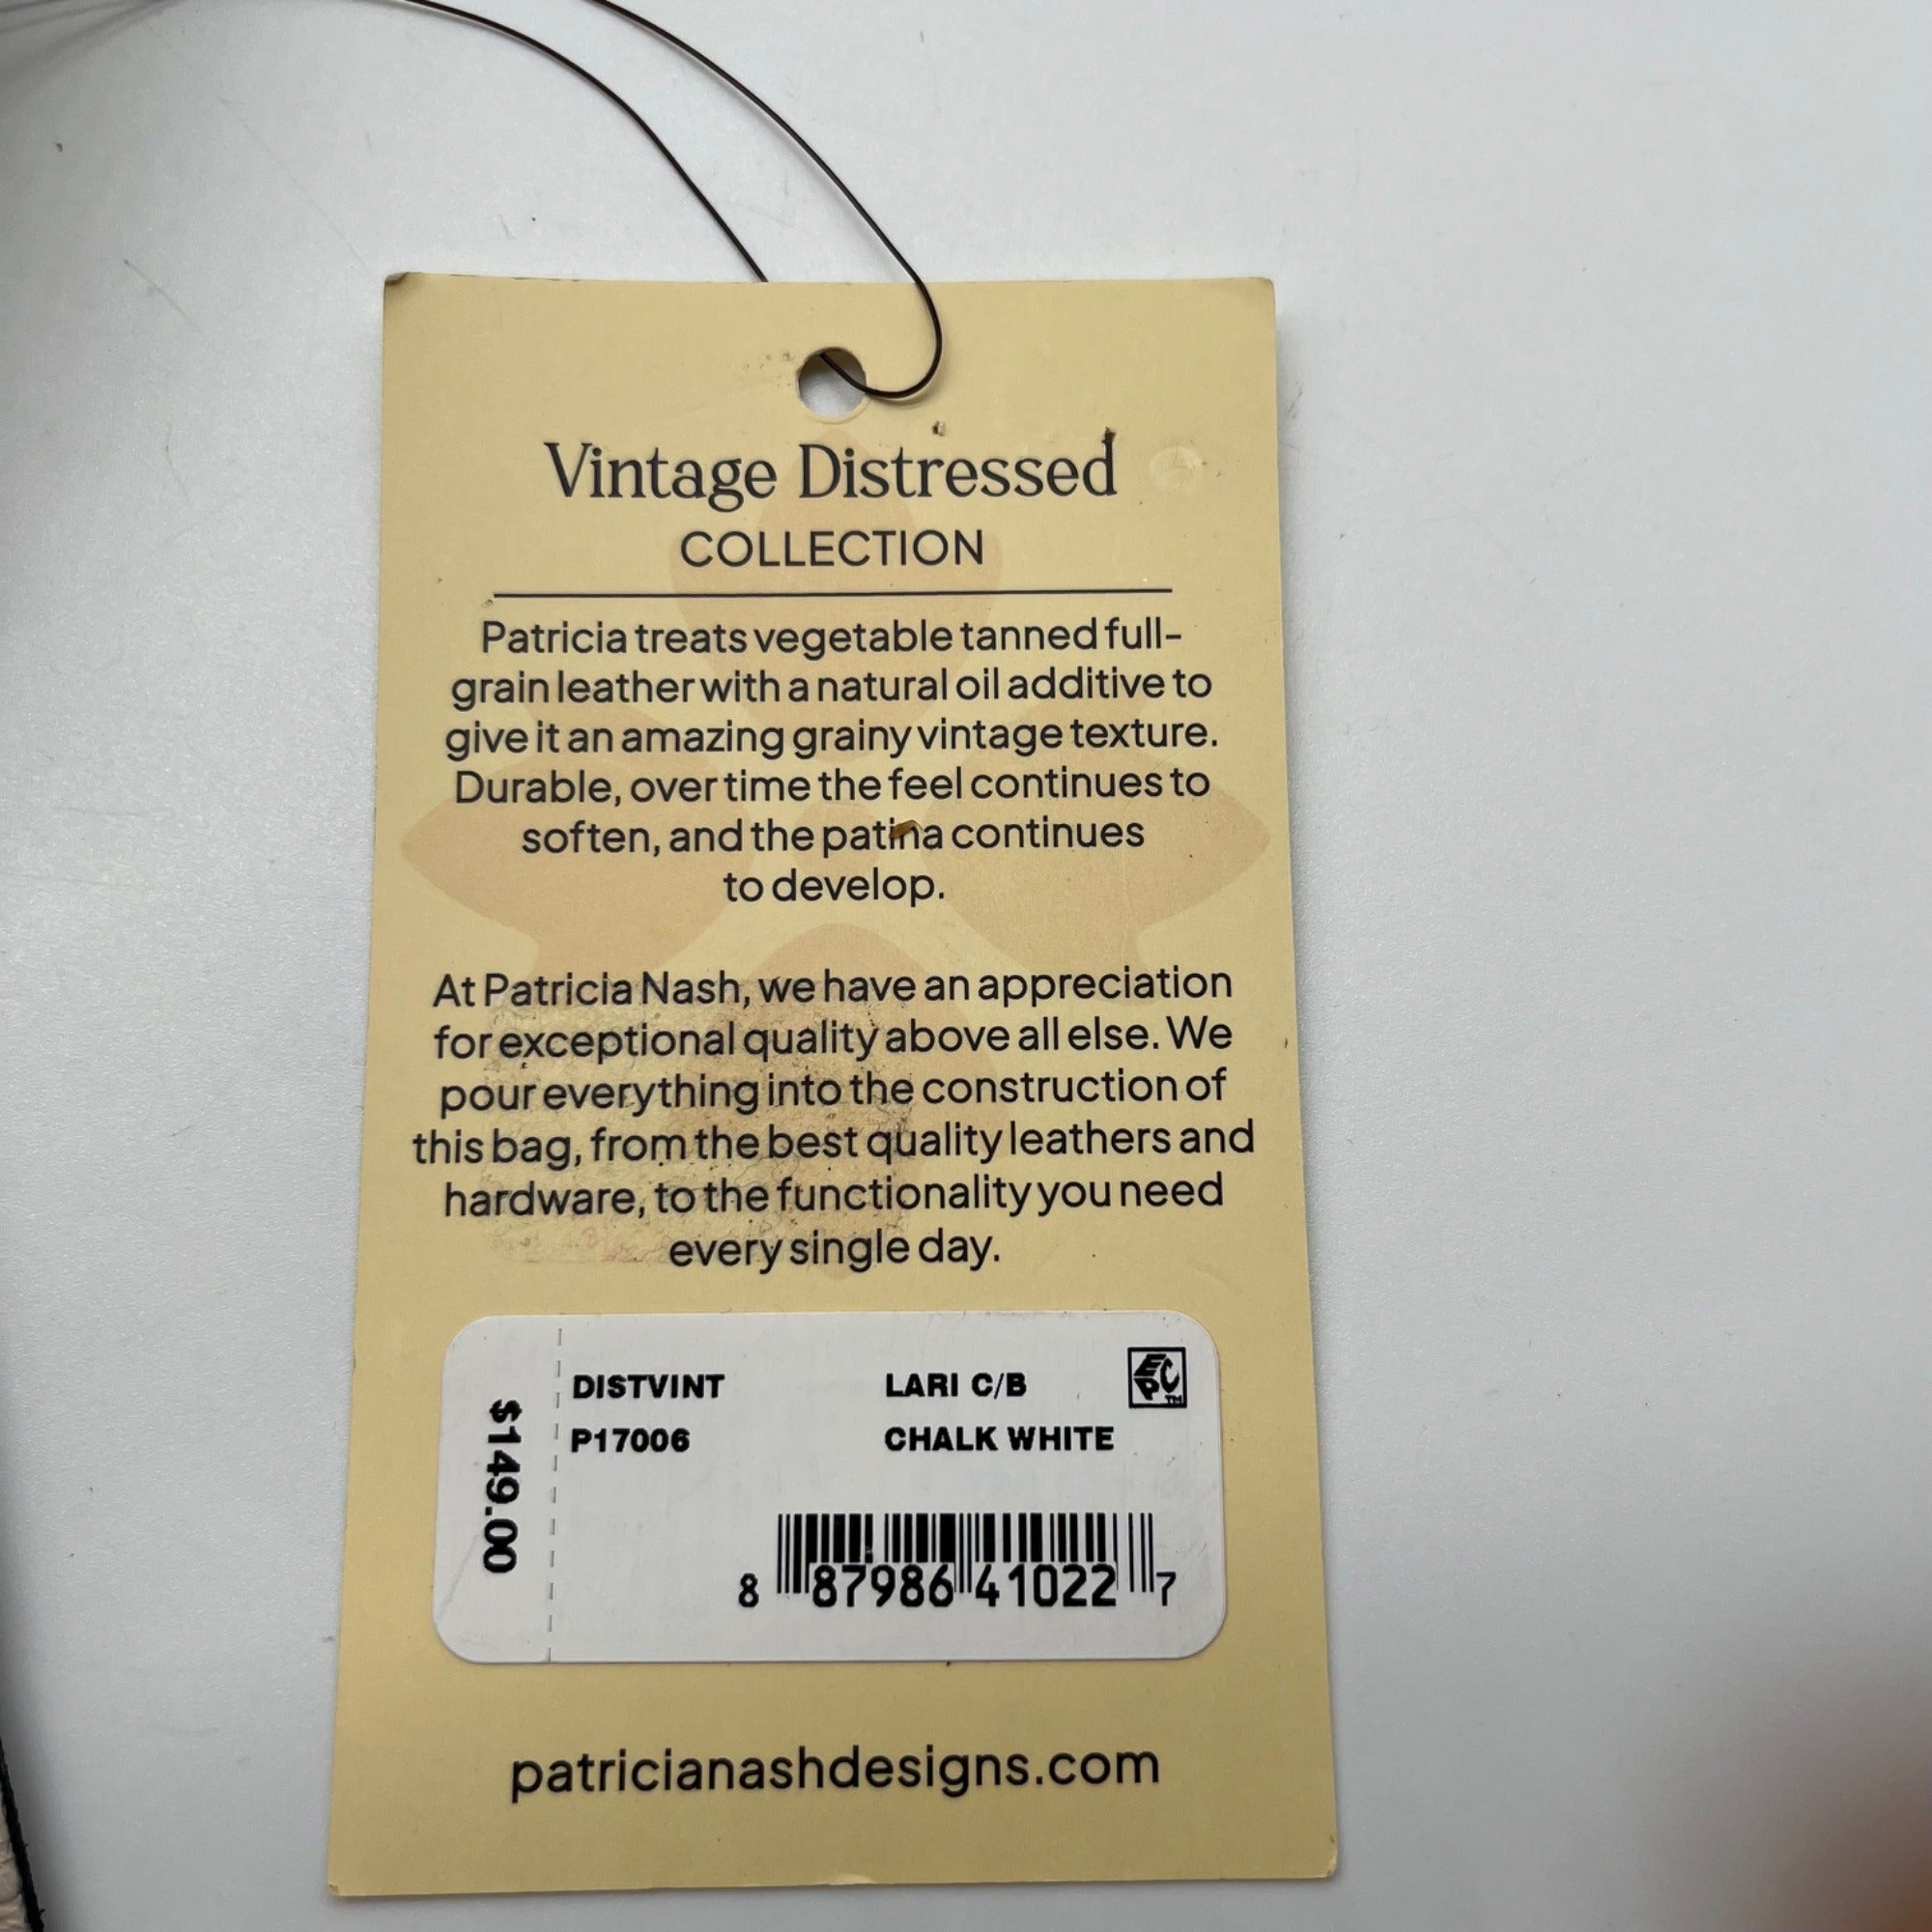 Vintage Distressed
COLLECTION
Patricia treats vegetable tanned full-
grain leather with a natural oil additive to
give it an amazing grainy vintage texture.
Durable, over time the feel continues to
soften, and the patina continues
to develop.
At Patricia Nash, we have an appreciation
for exceptional quality above all else. We
pour everything into the construction of
this bag, from the best quality leathers and
hardware, to the functionality you need
every single day.
$149.00
DISTVINT LARI C/B
P17006 CHALK WHITE
EPC™
8 87986 41022 7
patricianashdesigns.com